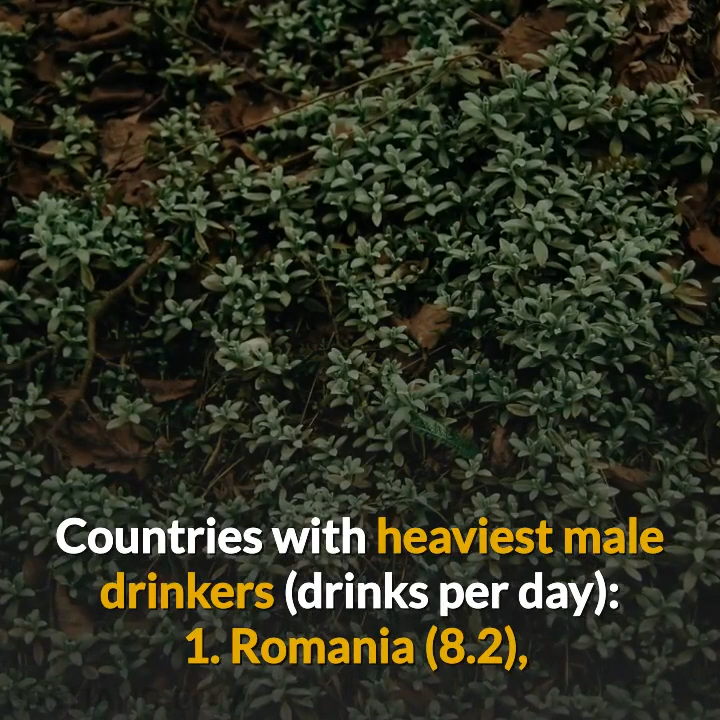 Countries with heaviest male
drinkers (drinks per day):
1. Romania (8.2),